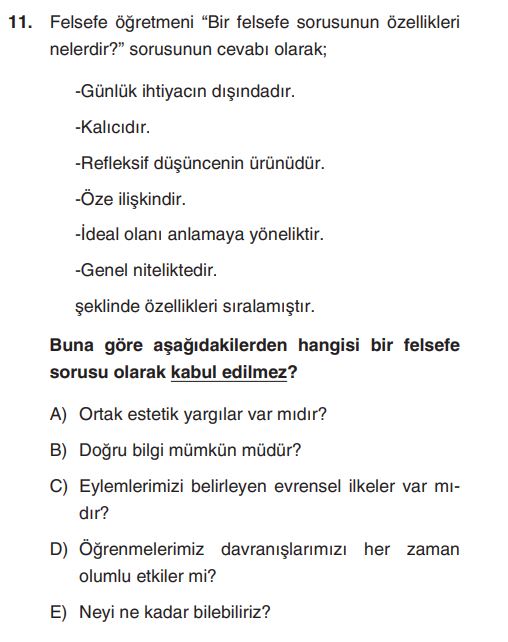 11. Felsefe öğretmeni “Bir felsefe sorusunun özellikleri
nelerdir?” sorusunun cevabı olarak;
-Günlük ihtiyacın dışındadır.
-Kalıcıdır.
-Refleksif düşüncenin ürünüdür.
-Öze ilişkindir.
-İdeal olanı anlamaya yöneliktir.
-Genel niteliktedir.
şeklinde özellikleri sıralamıştır.
Buna göre aşağıdakilerden hangisi bir felsefe
sorusu olarak kabul edilmez?
A) Ortak estetik yargılar var mıdır?
B) Doğru bilgi mümkün müdür?
C) Eylemlerimizi belirleyen evrensel ilkeler var mı-
dır?
D) Öğrenmelerimiz davranışlarımızı her zaman
olumlu etkiler mi?
E) Neyi ne kadar bilebiliriz?